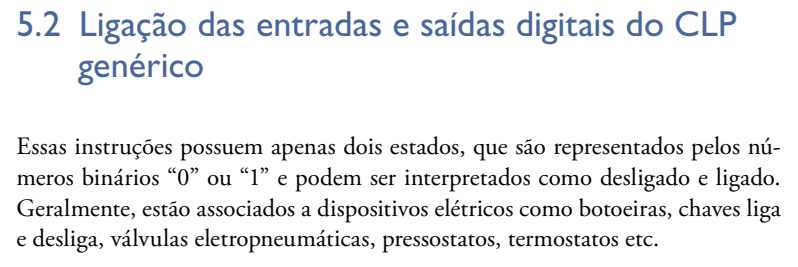 5.2 Ligação das entradas e saídas digitais do CLP
genérico
Essas instruções possuem apenas dois estados, que são representados pelos nú-
meros binários “0” ou “1” e podem ser interpretados como desligado e ligado.
Geralmente, estão associados a dispositivos elétricos como botoeiras, chaves liga
e desliga, válvulas eletropneumáticas, pressostatos, termostatos etc.